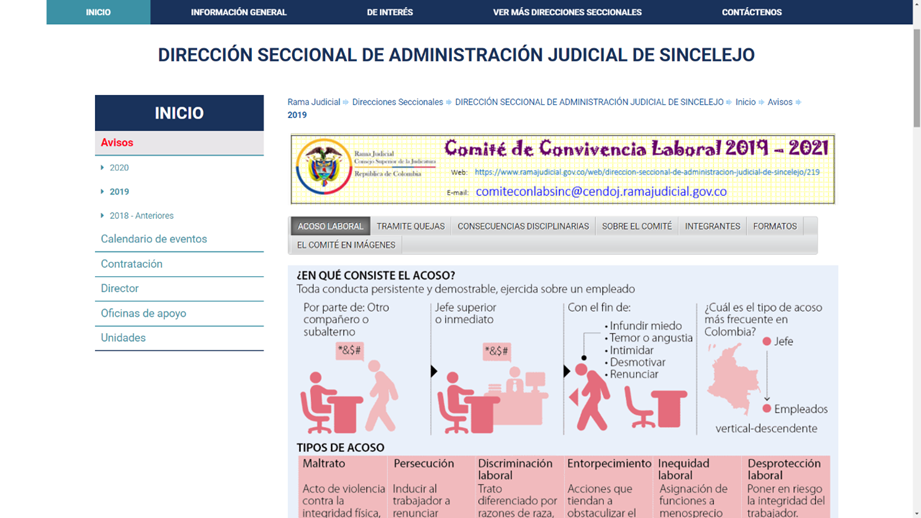 INICIO INFORMACIÓN GENERAL DE INTERÉS VER MÁS DIRECCIONES SECCIONALES CONTÁCTENOS
DIRECCIÓN SECCIONAL DE ADMINISTRACIÓN JUDICIAL DE SINCELEJO
INICIO
Avisos
2020
2019
2018 - Anteriores
Calendario de eventos
Contratación
Director
Oficinas de apoyo
Unidades
Rama Judicial Direcciones Seccionales DIRECCIÓN SECCIONAL DE ADMINISTRACIÓN JUDICIAL DE SINCELEJO Inicio Avisos
2019
Rama Judicial
Consejo Superior de la Judicatura
República de Colombia
Comité de Convivencia Laboral 2019 - 2021
Web: https://www.ramajudicial.gov.co/web/direccion-seccional-de-administracion-judicial-de-sincelejo/219
E-mail: comiteconlabsinc@cendoj.ramajudicial.gov.co
ACOSO LABORAL TRAMITE QUEJAS CONSECUENCIAS DISCIPLINARIAS SOBRE EL COMITÉ INTEGRANTES FORMATOS
EL COMITÉ EN IMÁGENES
¿EN QUÉ CONSISTE EL ACOSO?
Toda conducta persistente y demostrable, ejercida sobre un empleado
Por parte de: Otro
compañero o
subalterno
*&$#
Jefe superior
o inmediato
*&$#
Con el fin de:
• Infundir miedo
• Temor o angustia
• Intimidar
• Desmotivar
• Renunciar
¿Cuál es el tipo de acoso
más frecuente en
Colombia?
Jefe
Empleados
vertical-descendente
TIPOS DE ACOSO
Maltrato
Acto de violencia
contra la
integridad física,
Persecución
Inducir al
trabajador a
renunciar
Discriminación
laboral
Trato
diferenciado por
razones de raza,
Entorpecimiento
Acciones que
tiendan a
obstaculizar el
Inequidad
laboral
Asignación de
funciones a
menosprecio
Desprotección
laboral
Poner en riesgo
la integridad del
trabajador.